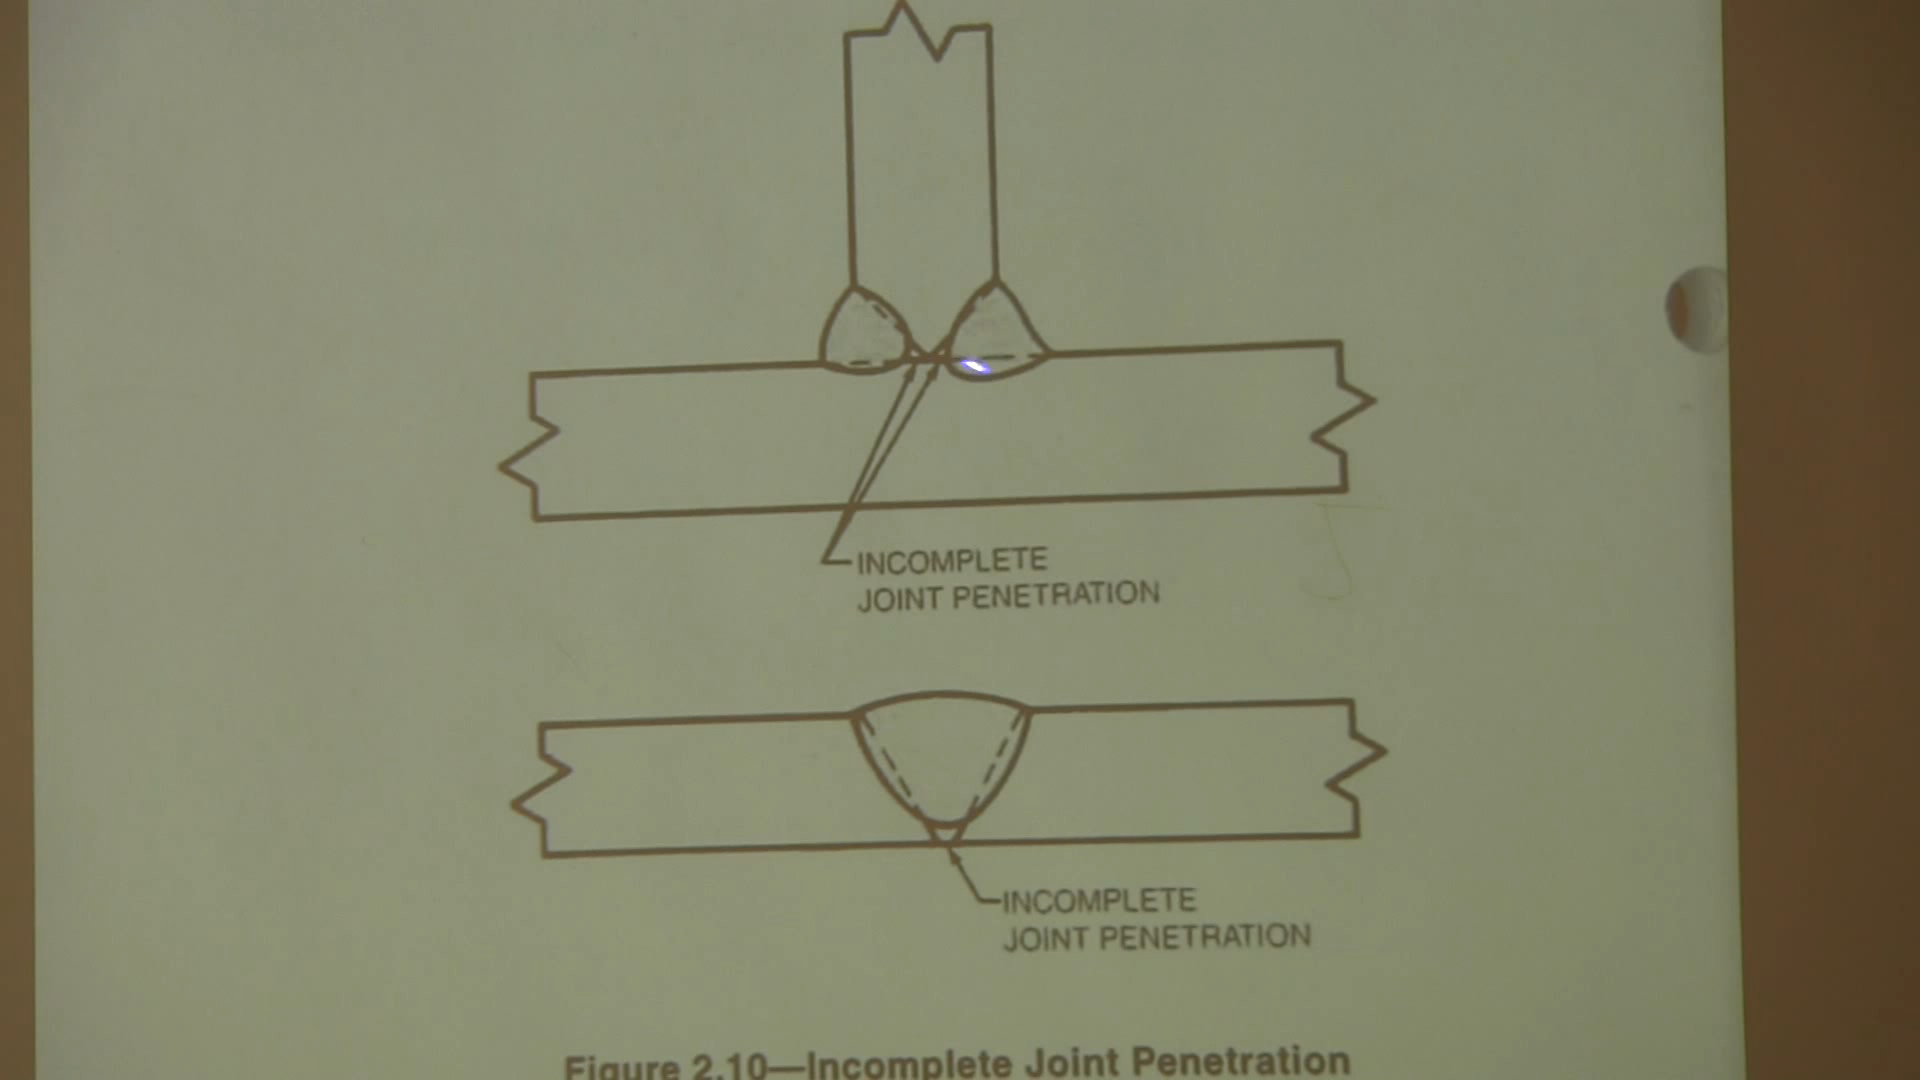 INCOMPLETE
JOINT PENETRATION
INCOMPLETE
JOINT PENETRATION
Figure 2.10—Incomplete Joint Penetration